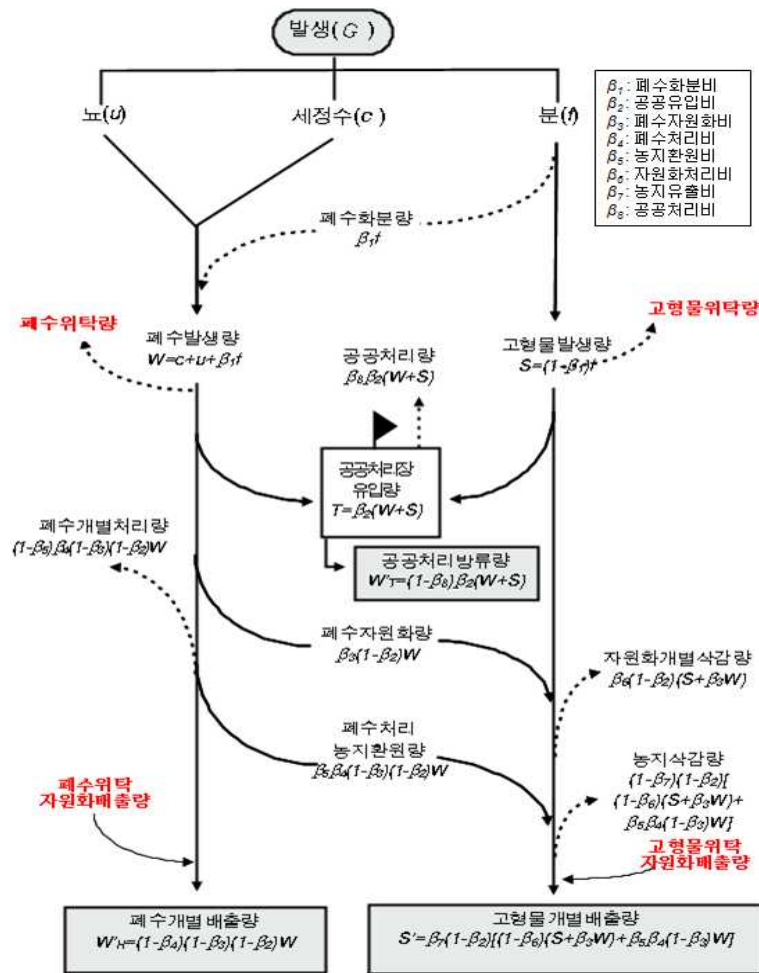 발생(G)
뇨(u)
세정수(c)
분(f)
β₁: 폐수화분비
β₂: 공공유입비
β₃: 폐수자원화비
β₄: 폐수처리비
β₅: 농지환원비
β₆: 자원화처리비
β₇: 농지유출비
β₈: 공공처리비
폐수화분량
β₁f
폐수위탁량
고형물위탁량
폐수발생량
W=c+u+β₁f
공공처리량
β₈β₂(W+S)
고형물발생량
S=(1-β₁)f
공공처리장
유입량
T=β₂(W+S)
폐수개별처리량
(1-β₅)β₄(1-β₃)(1-β₂)W
공공처리방류량
W'T=(1-β₈)β₂(W+S)
폐수자원화량
β₃(1-β₂)W
자원화개별삭감량
β₆(1-β₂)(S+β₃W)
폐수처리
농지환원량
β₅β₄(1-β₃)(1-β₂)W
농지삭감량
(1-β₇)(1-β₂)[
(1-β₆)(S+β₃W)+
β₅β₄(1-β₃)W]
폐수위탁
자원화배출량
고형물위탁
자원화배출량
폐수개별배출량
W'H=(1-β₄)(1-β₃)(1-β₂)W
고형물개별배출량
S'=β₇(1-β₂)[(1-β₆)(S+β₃W)+β₅β₄(1-β₃)W]